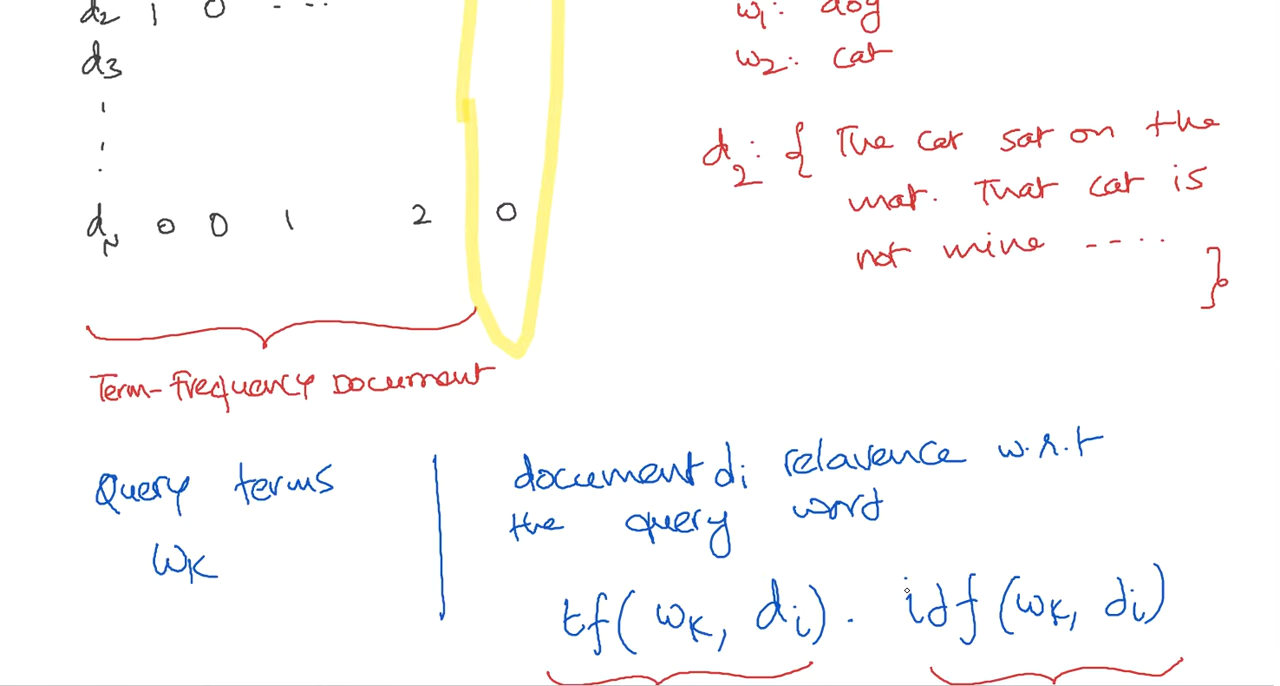 d2 1 0 ....
w1: dog
w2: cat
d3
dN 0 0 1 2 0
d2: { The cat sat on the
mat. That cat is
not mine ----.. }
Term-frequency Document
Query terms
wK
document di relavence w.r.t
the query word
tf(wK, di). idf(wK, di)